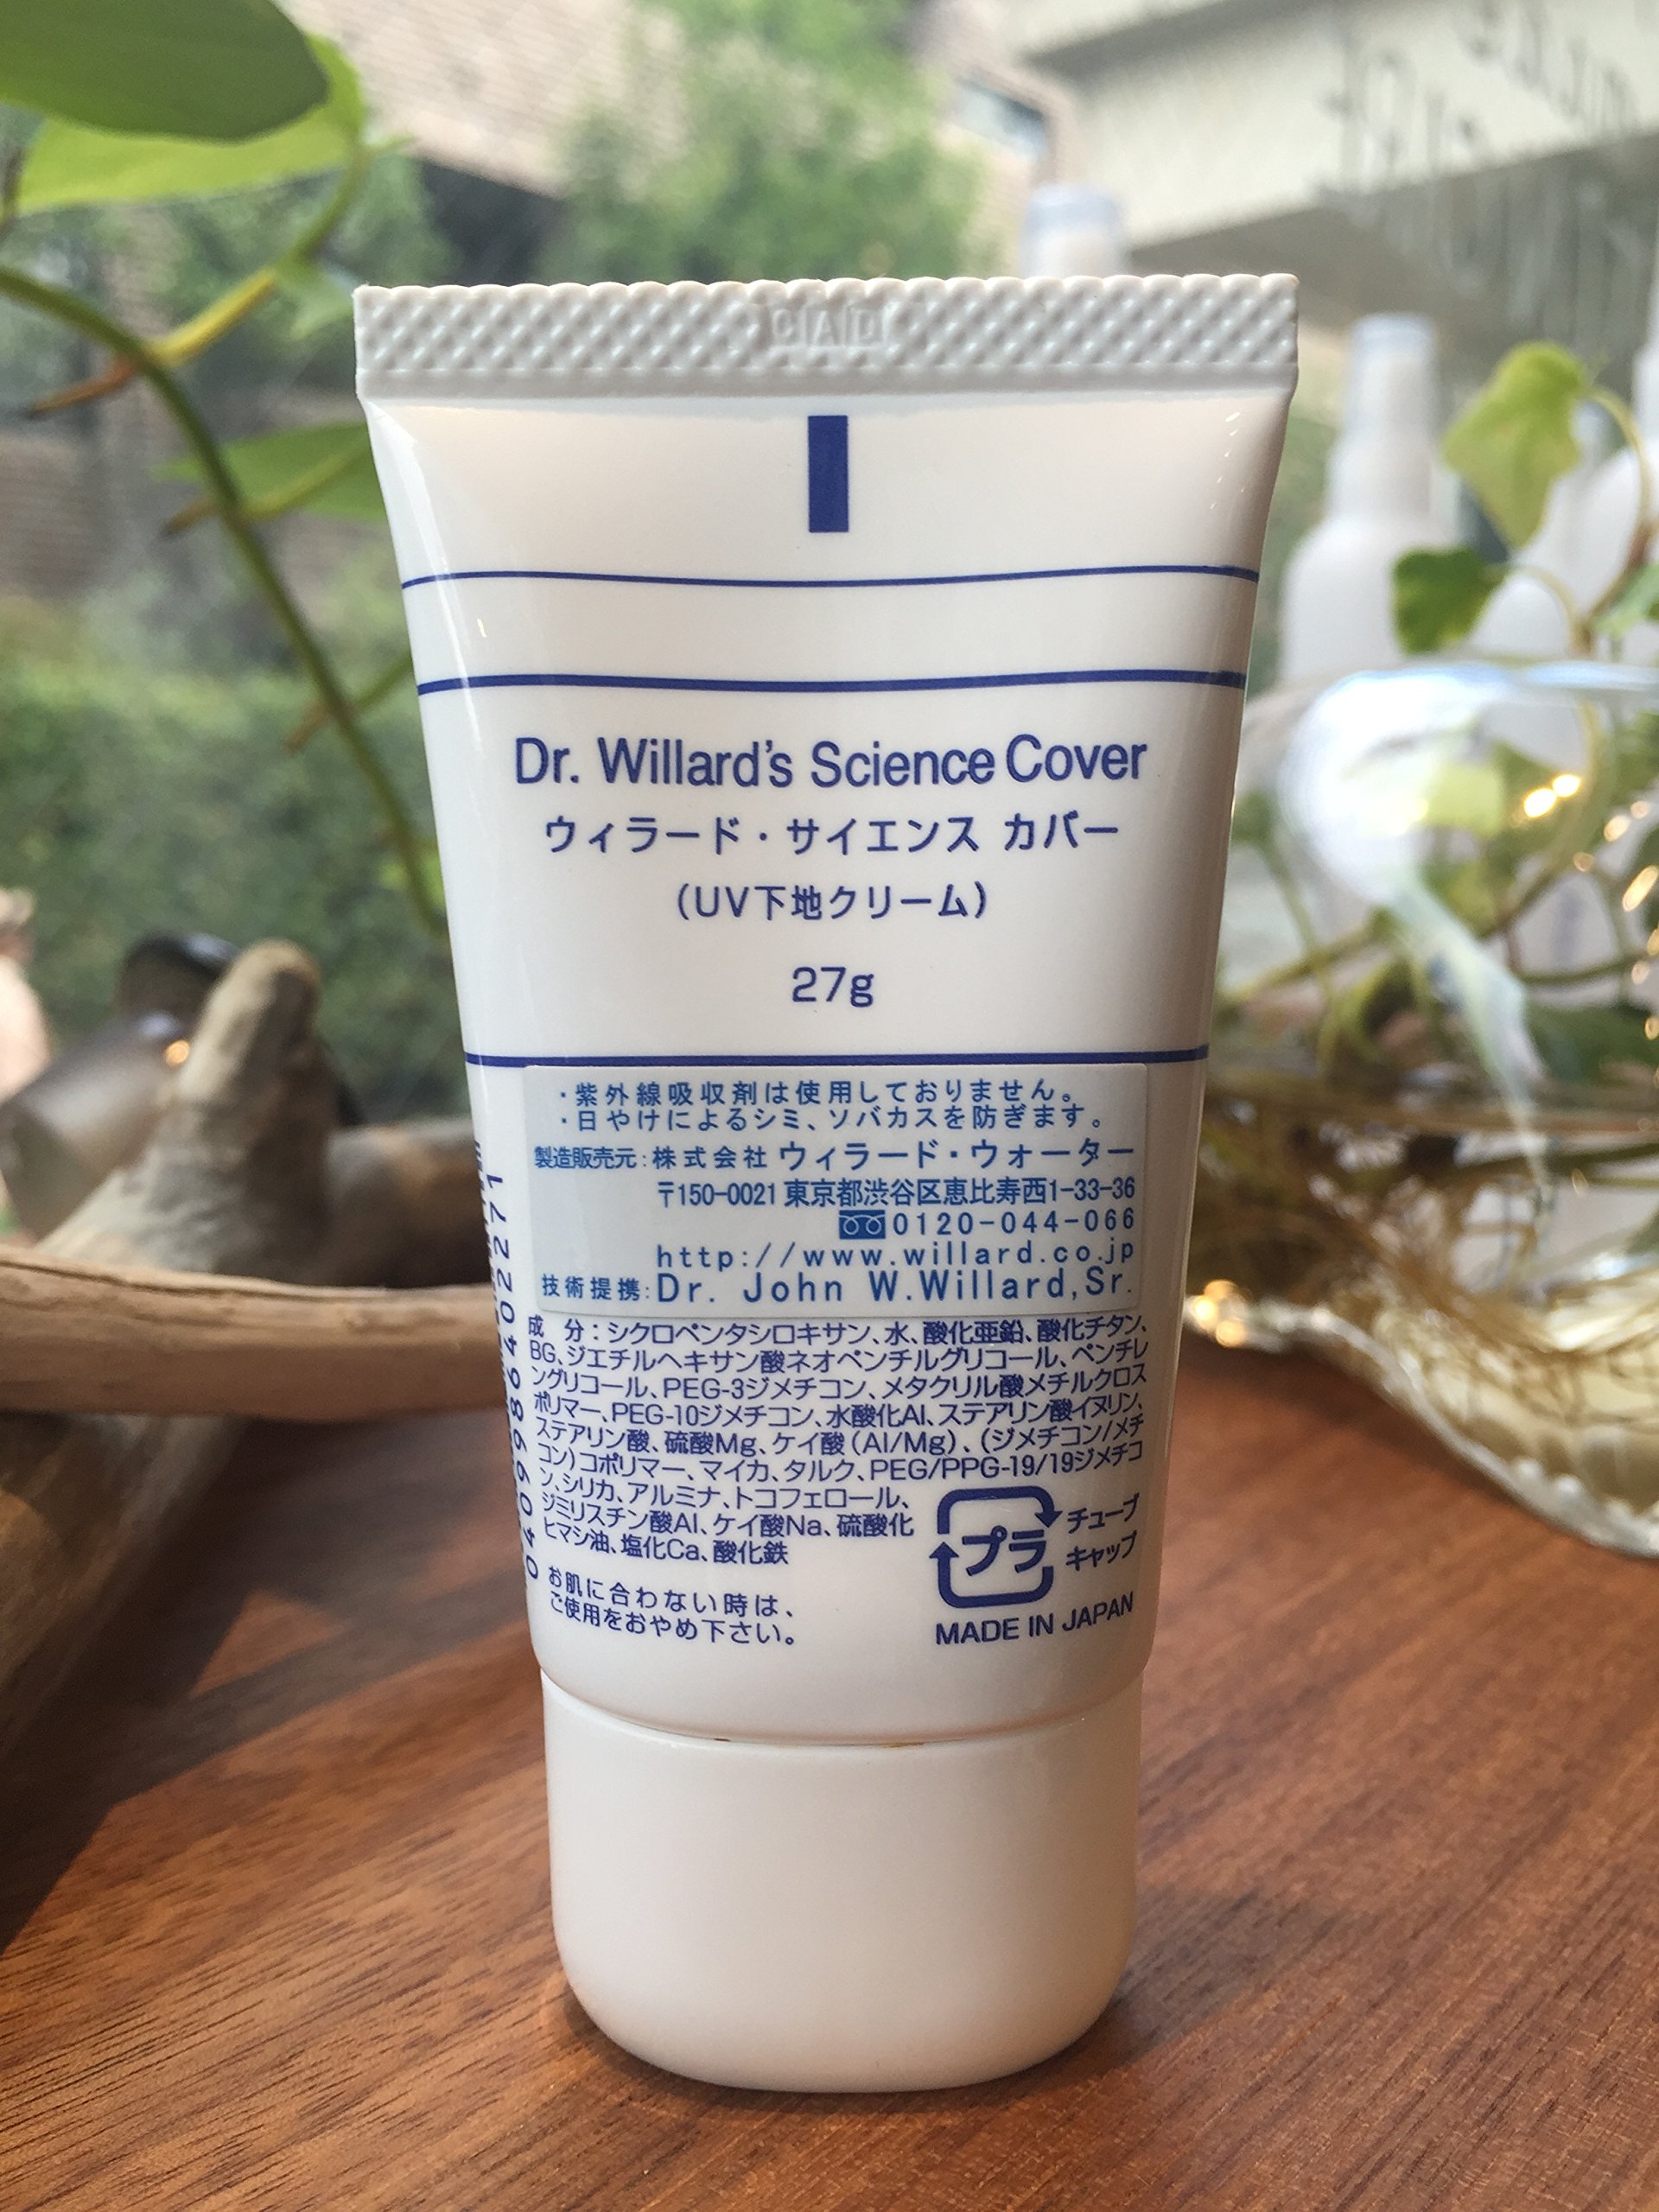 CAD
Dr. Willard's Science Cover
ウィラード・サイエンス カバー
(UV下地クリーム)
27g
・紫外線吸収剤は使用しておりません。
・日やけによるシミ、ソバカスを防ぎます。
製造販売元:株式会社 ウィラード・ウォーター
〒150-0021 東京都渋谷区恵比寿西1-33-36
0120-044-066
http://www.willard.co.jp
技術提携:Dr. John W.Willard,Sr.
成 分:シクロペンタシロキサン、水、酸化亜鉛、酸化チタン、
BG、ジエチルヘキサン酸ネオペンチルグリコール、ペンチレ
ングリコール、PEG-3ジメチコン、メタクリル酸メチルクロス
ポリマー、PEG-10ジメチコン、水酸化Al、ステアリン酸イヌリン、
ステアリン酸、硫酸Mg、ケイ酸(Al/Mg)、(ジメチコン/メチ
コン)コポリマー、マイカ、タルク、PEG/PPG-19/19ジメチコ
ン、シリカ、アルミナ、トコフェロール、
ジミリスチン酸Al、ケイ酸Na、硫酸化
ヒマシ油、塩化Ca、酸化鉄
お肌に合わない時は、
ご使用をおやめ下さい。
プラ
チューブ
キャップ
MADE IN JAPAN